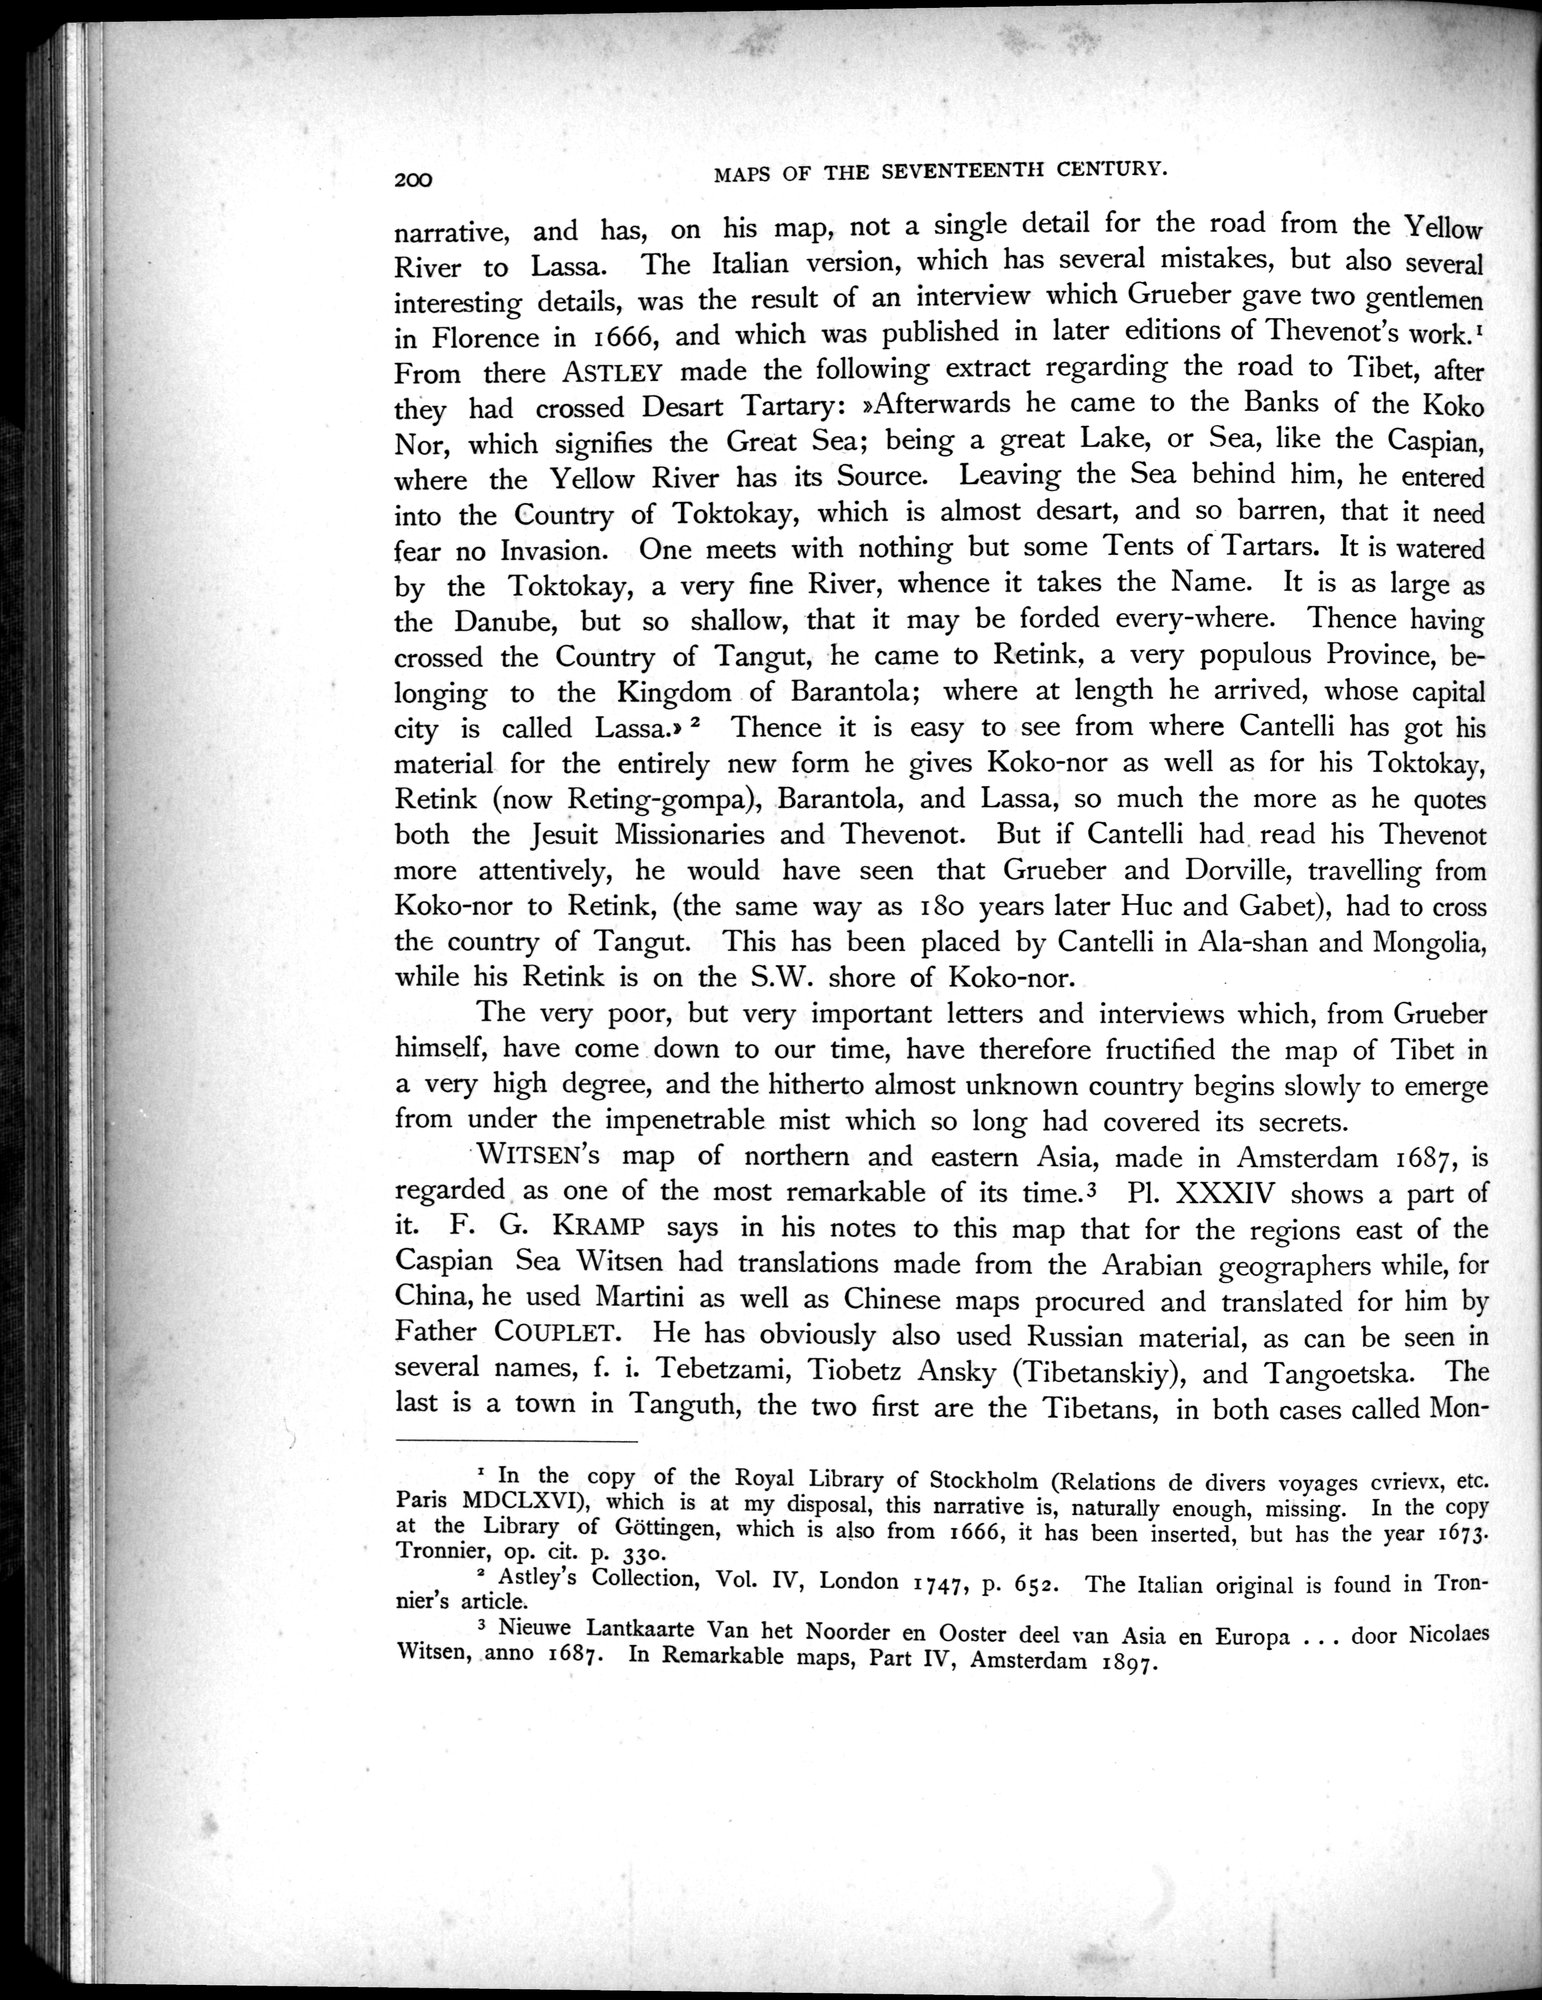 200 MAPS OF THE SEVENTEENTH CENTURY.
narrative, and has, on his map, not a single detail for the road from the Yellow
River to Lassa. The Italian version, which has several mistakes, but also several
interesting details, was the result of an interview which Grueber gave two gentlemen
in Florence in 1666, and which was published in later editions of Thevenot's work.¹
From there ASTLEY made the following extract regarding the road to Tibet, after
they had crossed Desart Tartary: »Afterwards he came to the Banks of the Koko
Nor, which signifies the Great Sea; being a great Lake, or Sea, like the Caspian,
where the Yellow River has its Source. Leaving the Sea behind him, he entered
into the Country of Toktokay, which is almost desart, and so barren, that it need
fear no Invasion. One meets with nothing but some Tents of Tartars. It is watered
by the Toktokay, a very fine River, whence it takes the Name. It is as large as
the Danube, but so shallow, that it may be forded every-where. Thence having
crossed the Country of Tangut, he came to Retink, a very populous Province, be-
longing to the Kingdom of Barantola; where at length he arrived, whose capital
city is called Lassa.» ² Thence it is easy to see from where Cantelli has got his
material for the entirely new form he gives Koko-nor as well as for his Toktokay,
Retink (now Reting-gompa), Barantola, and Lassa, so much the more as he quotes
both the Jesuit Missionaries and Thevenot. But if Cantelli had read his Thevenot
more attentively, he would have seen that Grueber and Dorville, travelling from
Koko-nor to Retink, (the same way as 180 years later Huc and Gabet), had to cross
the country of Tangut. This has been placed by Cantelli in Ala-shan and Mongolia,
while his Retink is on the S.W. shore of Koko-nor.
The very poor, but very important letters and interviews which, from Grueber
himself, have come down to our time, have therefore fructified the map of Tibet in
a very high degree, and the hitherto almost unknown country begins slowly to emerge
from under the impenetrable mist which so long had covered its secrets.
WITSEN's map of northern and eastern Asia, made in Amsterdam 1687, is
regarded as one of the most remarkable of its time.³ Pl. XXXIV shows a part of
it. F. G. KRAMP says in his notes to this map that for the regions east of the
Caspian Sea Witsen had translations made from the Arabian geographers while, for
China, he used Martini as well as Chinese maps procured and translated for him by
Father COUPLET. He has obviously also used Russian material, as can be seen in
several names, f. i. Tebetzami, Tiobetz Ansky (Tibetanskiy), and Tangoetska. The
last is a town in Tanguth, the two first are the Tibetans, in both cases called Mon-
¹ In the copy of the Royal Library of Stockholm (Relations de divers voyages cvrievx, etc.
Paris MDCLXVI), which is at my disposal, this narrative is, naturally enough, missing. In the copy
at the Library of Göttingen, which is also from 1666, it has been inserted, but has the year 1673.
Tronnier, op. cit. p. 330.
² Astley's Collection, Vol. IV, London 1747, p. 652. The Italian original is found in Tron-
nier's article.
³ Nieuwe Lantkaarte Van het Noorder en Ooster deel van Asia en Europa ... door Nicolaes
Witsen, anno 1687. In Remarkable maps, Part IV, Amsterdam 1897.